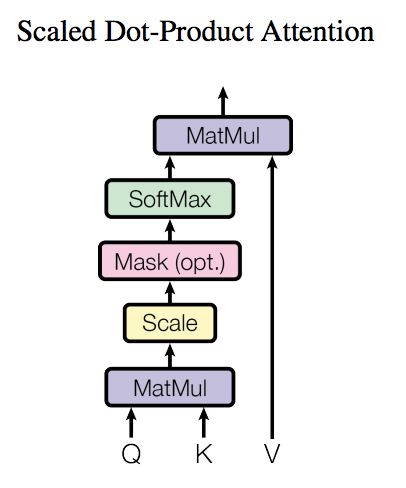 Scaled Dot-Product Attention
MatMul
SoftMax
Mask (opt.)
Scale
MatMul
Q K V